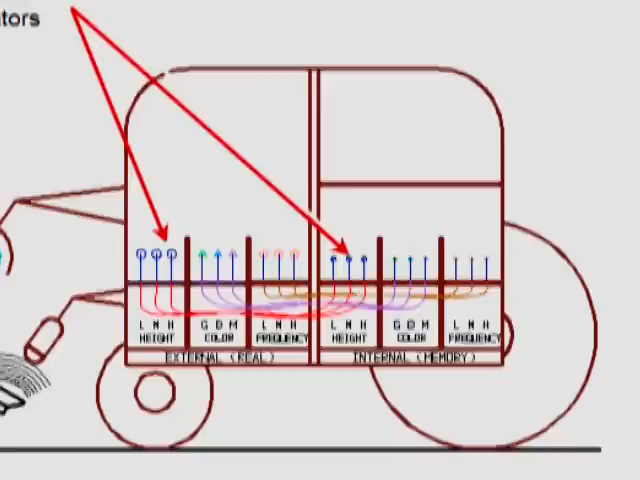 tors
L N H G D M L N H L N H G D M L N H
HEIGHT COLOR FREQUENCY HEIGHT COLOR FREQUENCY
EXTERNAL (REAL) INTERNAL (MEMORY)